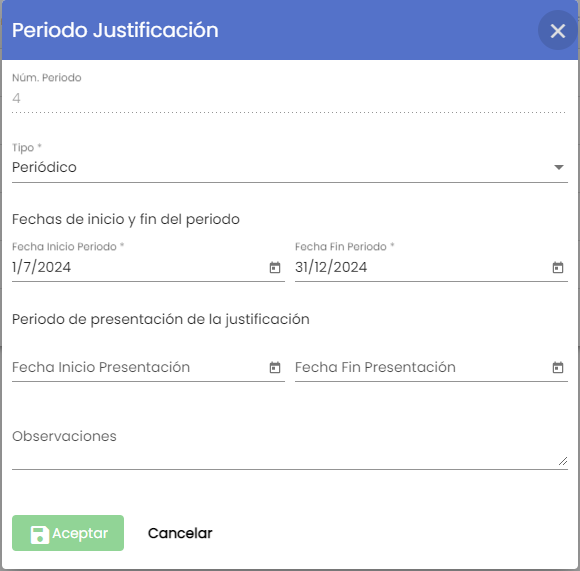 Periodo Justificación
Núm. Periodo
4
Tipo *
Periódico
Fechas de inicio y fin del periodo
Fecha Inicio Periodo * Fecha Fin Periodo *
1/7/2024 31/12/2024
Periodo de presentación de la justificación
Fecha Inicio Presentación Fecha Fin Presentación
Observaciones
Aceptar Cancelar